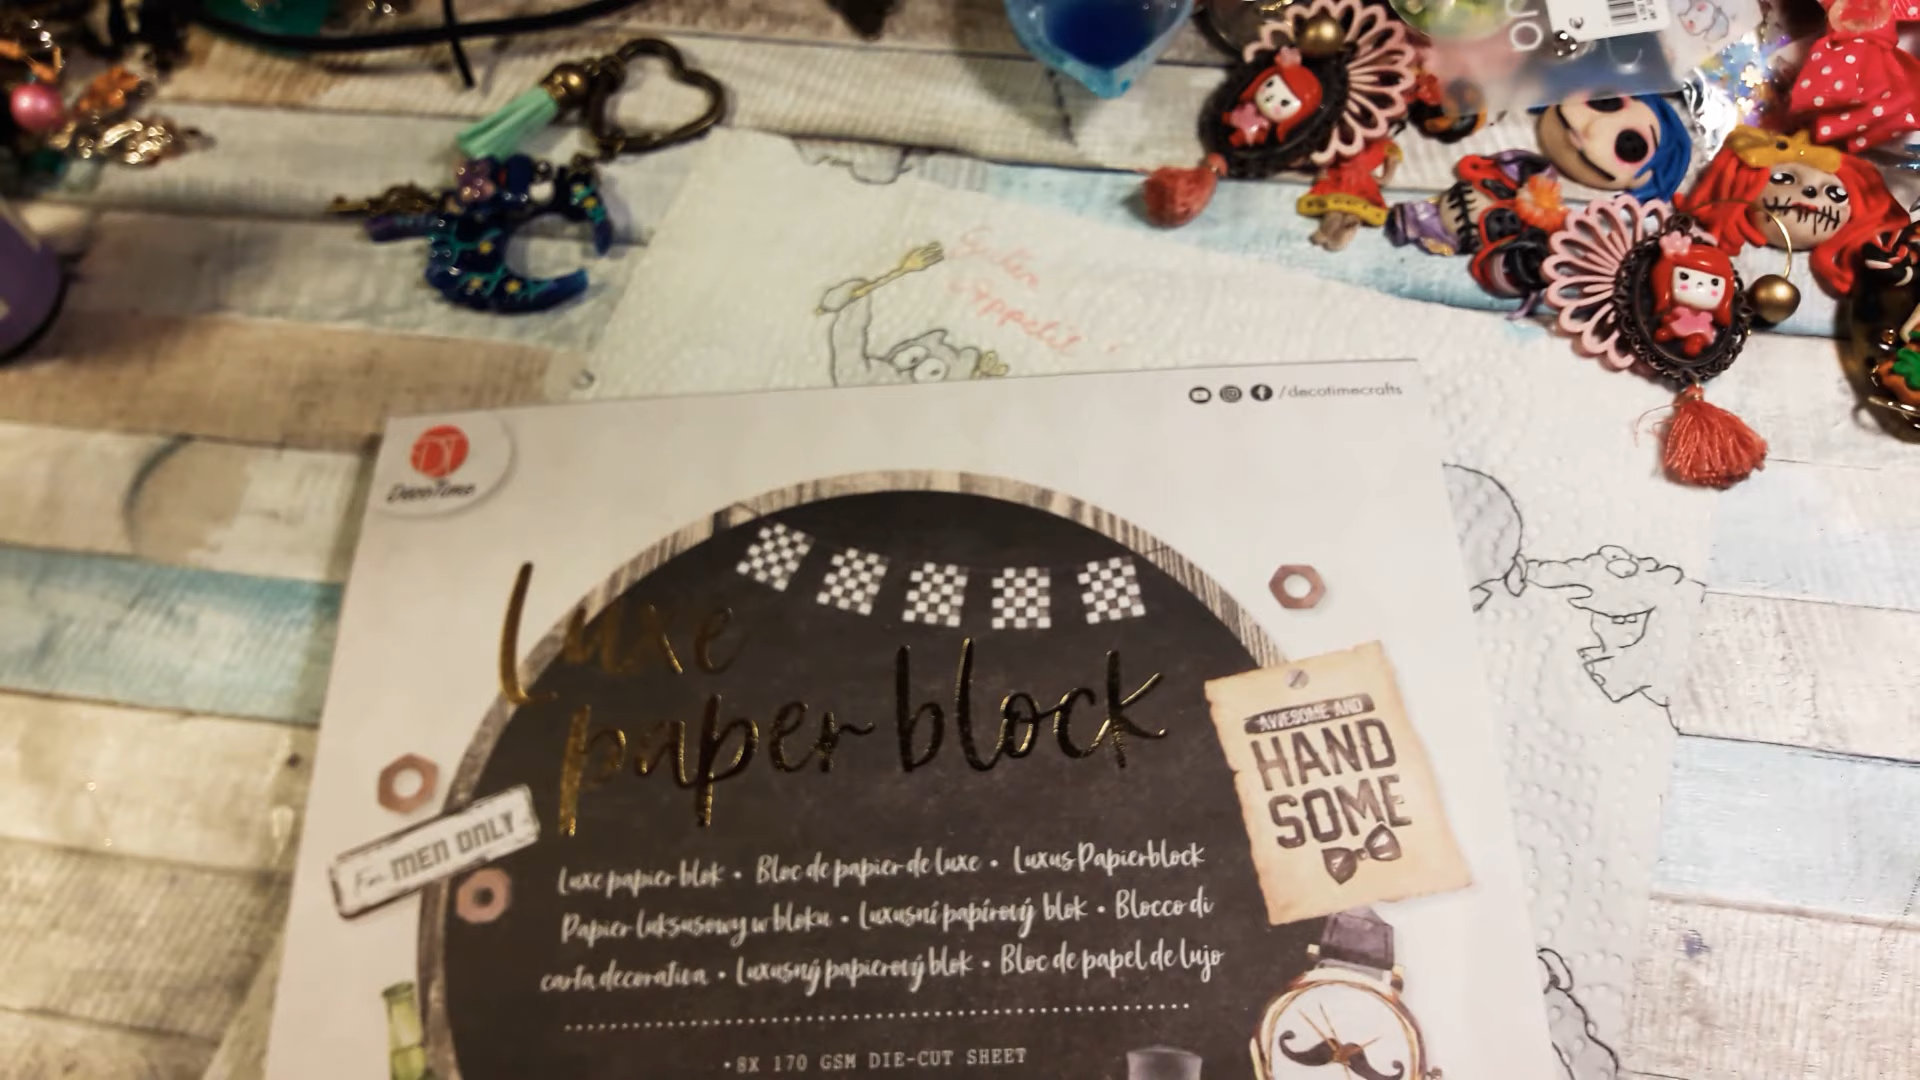 €
Guten
Appetit
/decotimecrafts
DT
DecoTime
Luxe
paper block
AWESOME AND
HAND
SOME
For MEN ONLY
Luxe papier blok • Bloc de papier de luxe • Luxus Papierblock
Papier luksusowy w bloku • Luxusní papírový blok • Blocco di
carta decorativa • Luxusný papierový blok • Bloc de papel de lujo
• 8X 170 GSM DIE-CUT SHEET